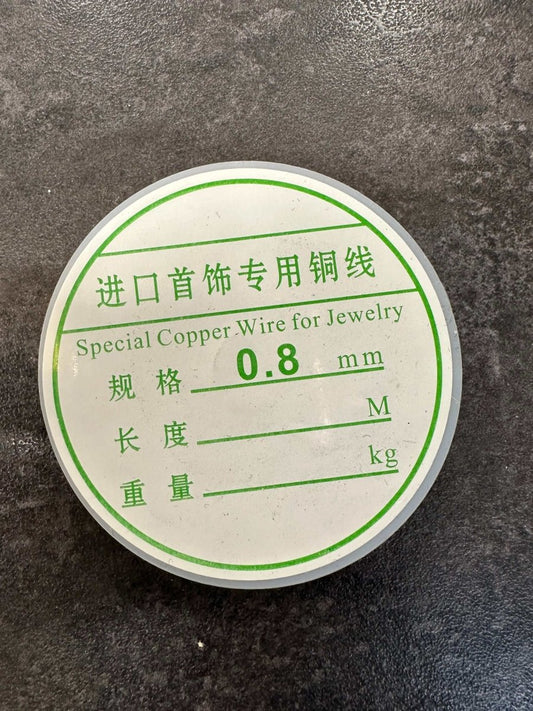 进口首饰专用铜线
Special Copper Wire for Jewelry
规 格 0.8 mm
长 度 M
重 量 kg